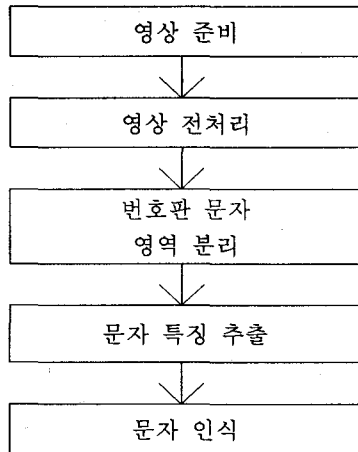 영상 준비
영상 전처리
번호판 문자
영역 분리
문자 특징 추출
문자 인식